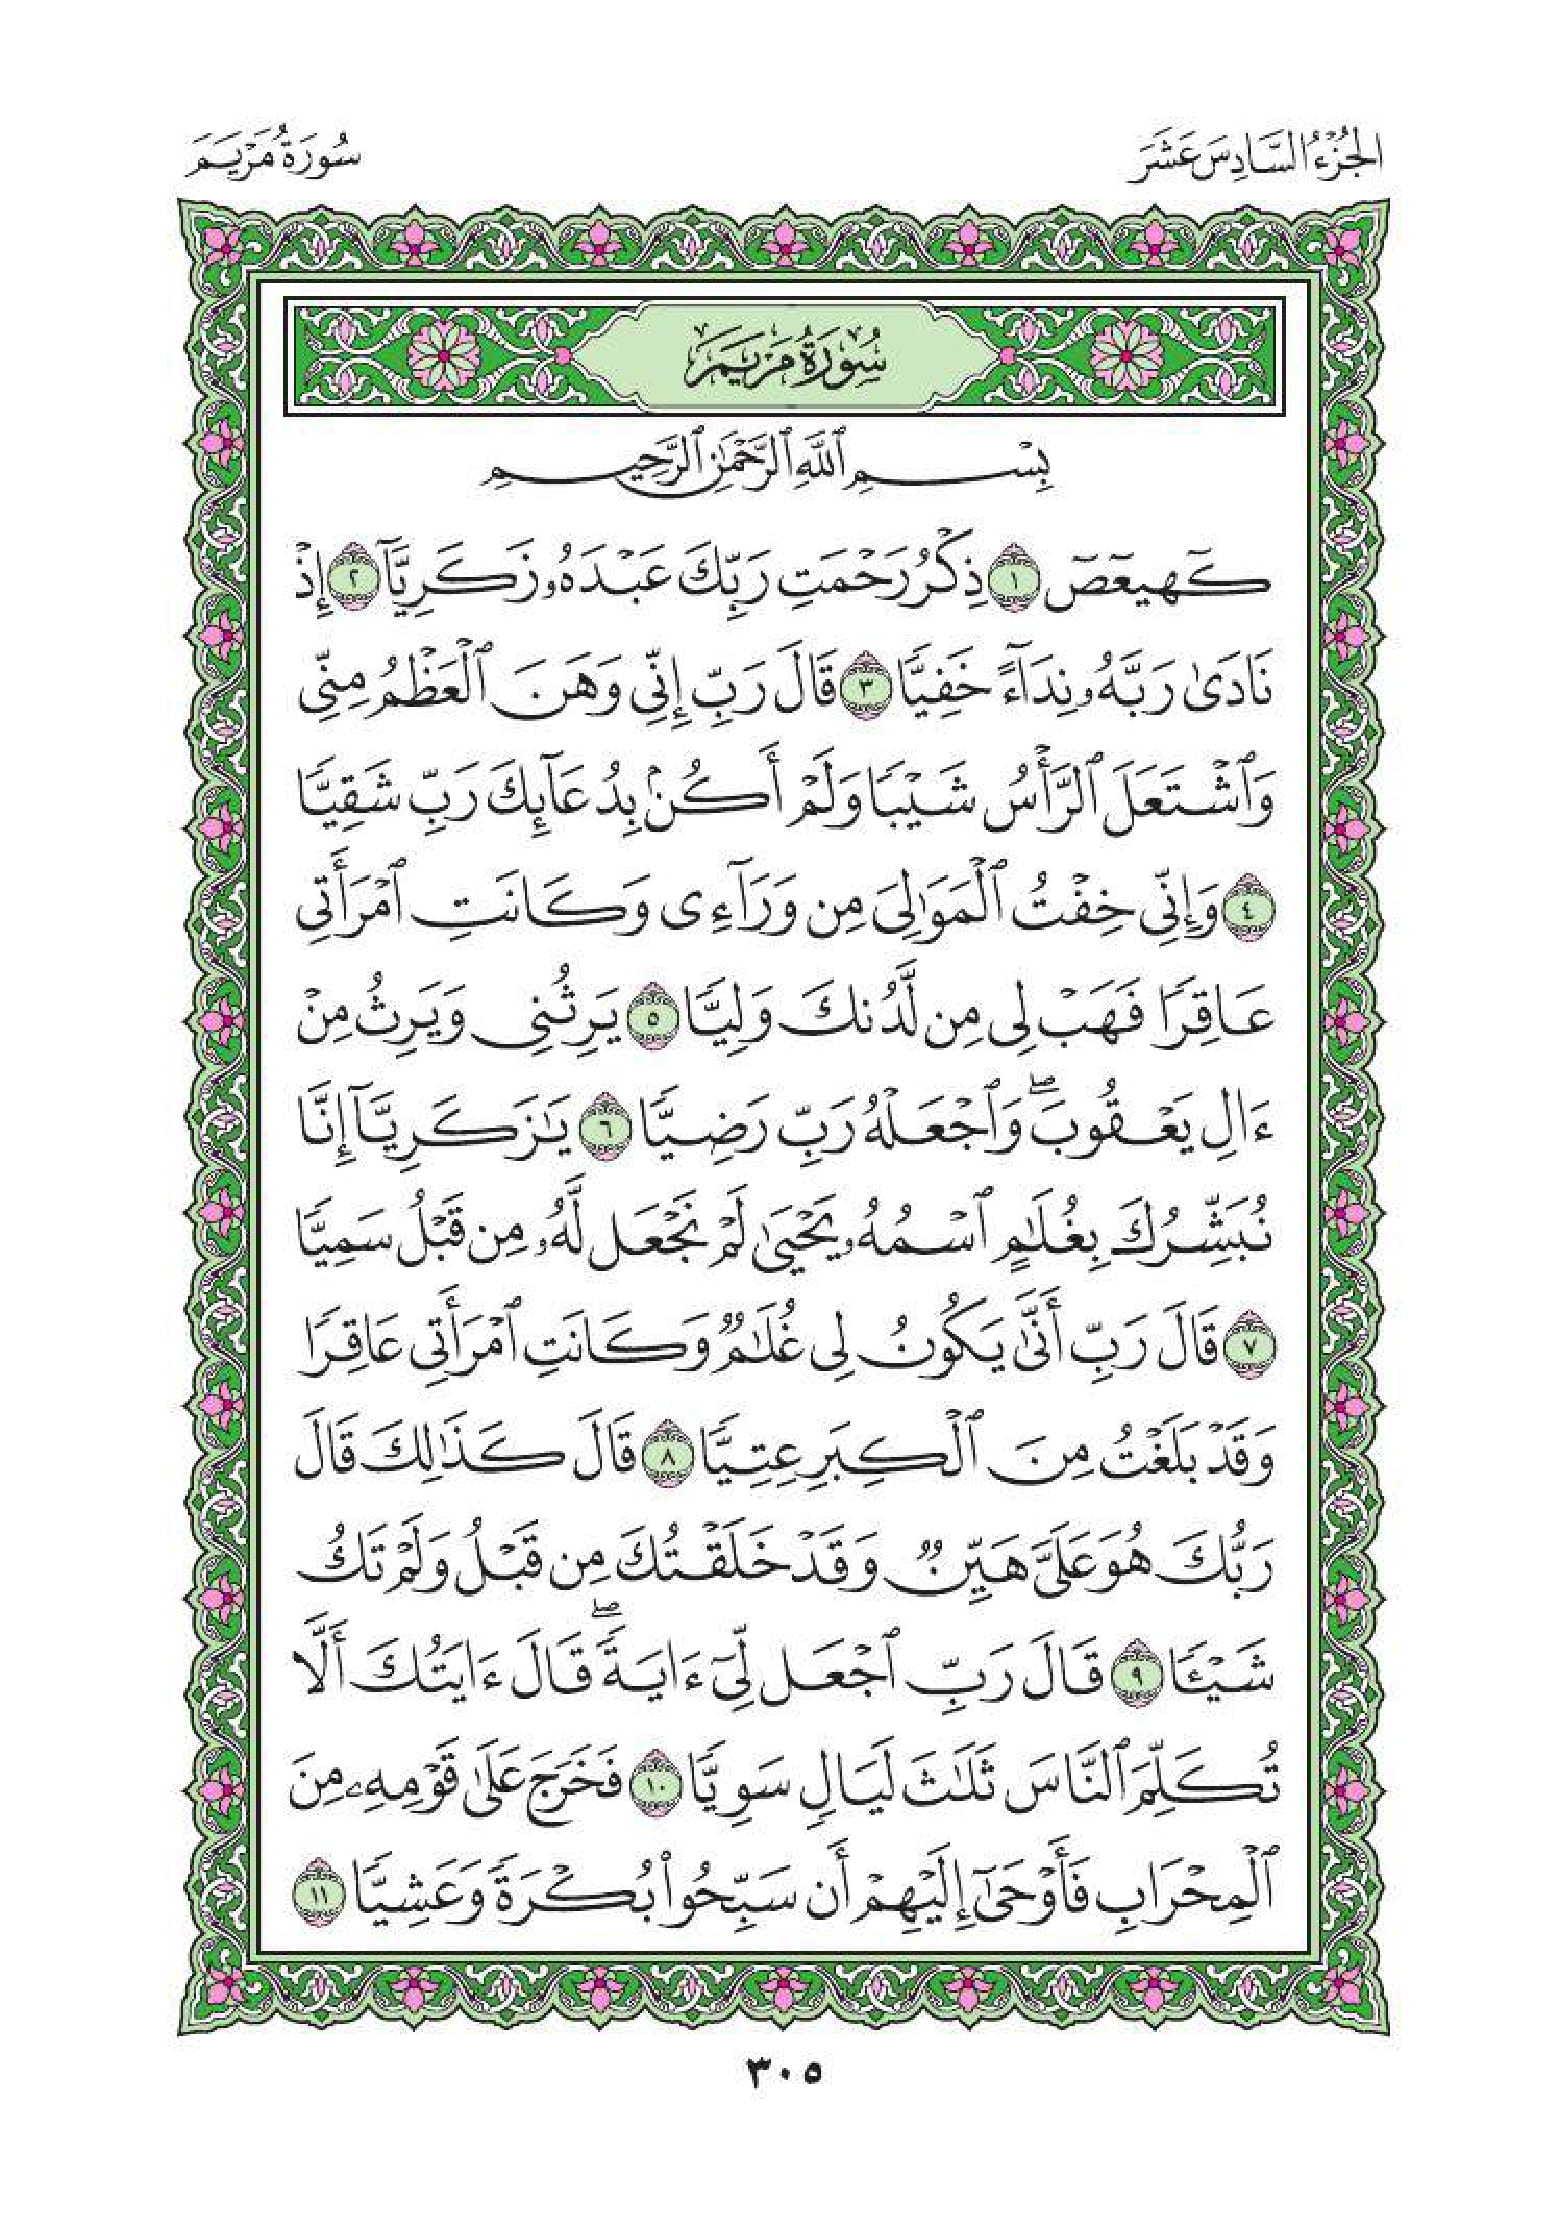 الجُزْءُ السَّادِسَ عَشَرَ
سُورَةُ مَرْيَمَ
سُورَةُ مَرْيَمَ
بِسْمِ ٱللَّهِ ٱلرَّحْمَٰنِ ٱلرَّحِيمِ
كٓهيعٓصٓ ١ ذِكْرُ رَحْمَتِ رَبِّكَ عَبْدَهُۥ زَكَرِيَّآ ٢ إِذْ
نَادَىٰ رَبَّهُۥ نِدَآءً خَفِيًّا ٣ قَالَ رَبِّ إِنِّى وَهَنَ ٱلْعَظْمُ مِنِّى
وَٱشْتَعَلَ ٱلرَّأْسُ شَيْبًا وَلَمْ أَكُنۢ بِدُعَآئِكَ رَبِّ شَقِيًّا
٤ وَإِنِّى خِفْتُ ٱلْمَوَٰلِىَ مِن وَرَآءِى وَكَانَتِ ٱمْرَأَتِى
عَاقِرًا فَهَبْ لِى مِن لَّدُنكَ وَلِيًّا ٥ يَرِثُنِى وَيَرِثُ مِنْ
ءَالِ يَعْقُوبَۖ وَٱجْعَلْهُ رَبِّ رَضِيًّا ٦ يَٰزَكَرِيَّآ إِنَّا
نُبَشِّرُكَ بِغُلَٰمٍ ٱسْمُهُۥ يَحْيَىٰ لَمْ نَجْعَل لَّهُۥ مِن قَبْلُ سَمِيًّا
٧ قَالَ رَبِّ أَنَّىٰ يَكُونُ لِى غُلَٰمٌ وَكَانَتِ ٱمْرَأَتِى عَاقِرًا
وَقَدْ بَلَغْتُ مِنَ ٱلْكِبَرِ عِتِيًّا ٨ قَالَ كَذَٰلِكَ قَالَ
رَبُّكَ هُوَ عَلَىَّ هَيِّنٌ وَقَدْ خَلَقْتُكَ مِن قَبْلُ وَلَمْ تَكُ
شَيْـًٔا ٩ قَالَ رَبِّ ٱجْعَل لِّىٓ ءَايَةًۖ قَالَ ءَايَتُكَ أَلَّا
تُكَلِّمَ ٱلنَّاسَ ثَلَٰثَ لَيَالٍ سَوِيًّا ١٠ فَخَرَجَ عَلَىٰ قَوْمِهِۦ مِنَ
ٱلْمِحْرَابِ فَأَوْحَىٰٓ إِلَيْهِمْ أَن سَبِّحُوا۟ بُكْرَةً وَعَشِيًّا ١١
٣٠٥